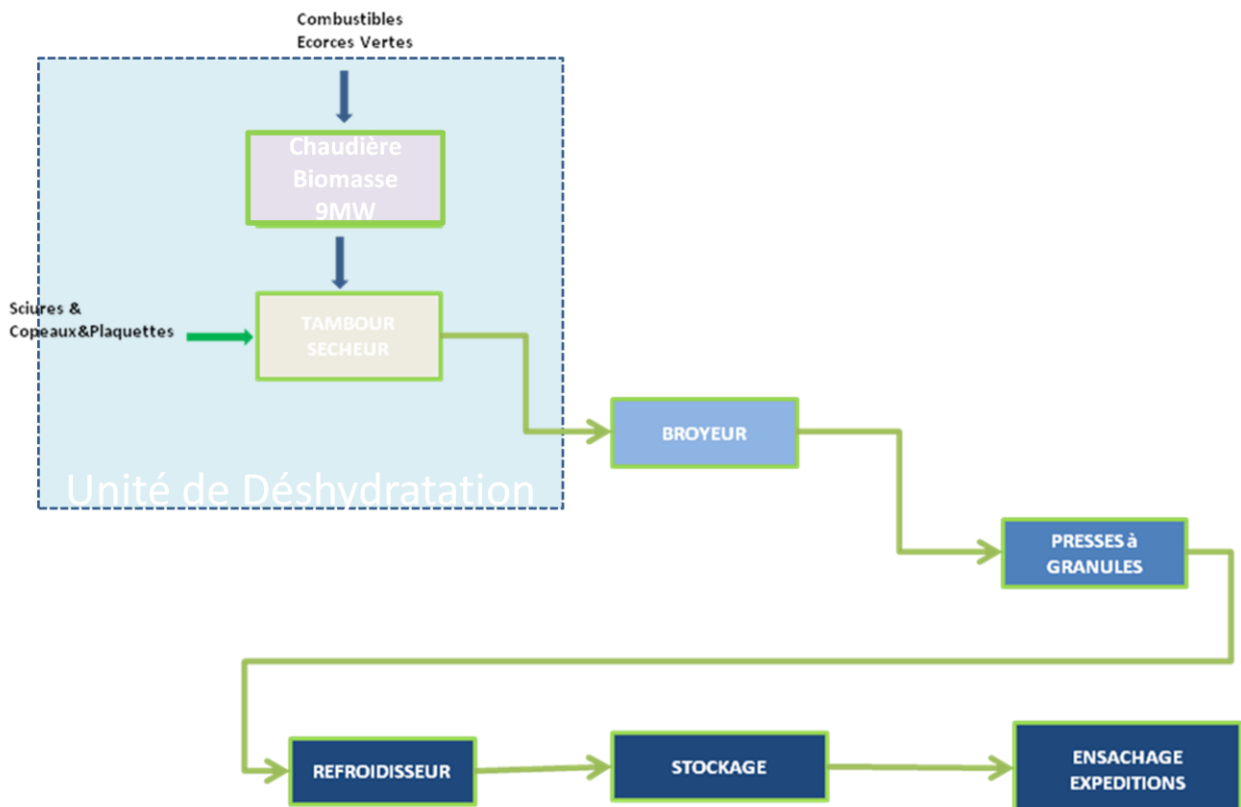 Combustibles
Ecorces Vertes
Chaudière
Biomasse
9MW
Sciures &
Copeaux&Plaquettes
TAMBOUR
SECHEUR
BROYEUR
Unité de Déshydratation
PRESSES à
GRANULES
REFROIDISSEUR
STOCKAGE
ENSACHAGE
EXPEDITIONS